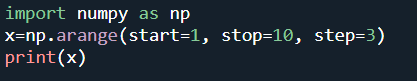 import numpy as np
x=np.arange(start=1, stop=10, step=3)
print(x)